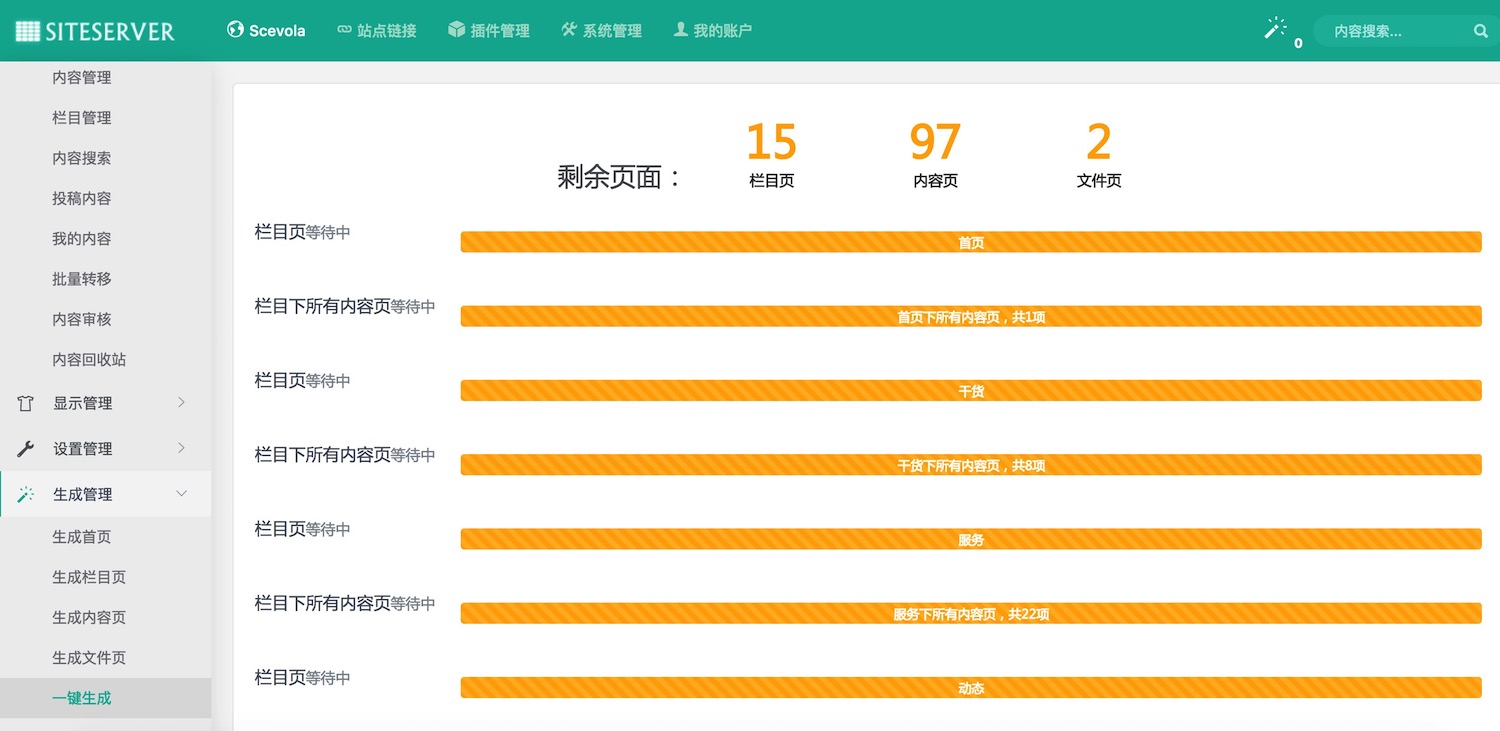 SITESERVER
Scevola
站点链接
插件管理
系统管理
我的账户
0
内容搜索...
内容管理
栏目管理
内容搜索
投稿内容
我的内容
批量转移
内容审核
内容回收站
显示管理
设置管理
生成管理
生成首页
生成栏目页
生成内容页
生成文件页
一键生成
剩余页面：
15
栏目页
97
内容页
2
文件页
栏目页等待中
首页
栏目下所有内容页等待中
首页下所有内容页，共1项
栏目页等待中
干货
栏目下所有内容页等待中
干货下所有内容页，共8项
栏目页等待中
服务
栏目下所有内容页等待中
服务下所有内容页，共22项
栏目页等待中
动态